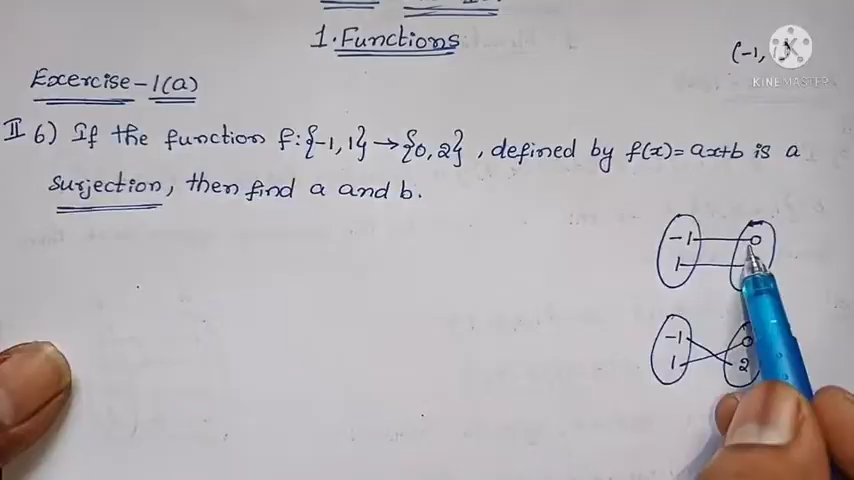 1. Functions
(-1, 
KINEMASTER
Exercise-1(a)
II 6) If the function f:{-1, 1}→{0, 2}, defined by f(x)= ax+b is a
surjection, then find a and b.
-1 0
1
-1 0
1 2